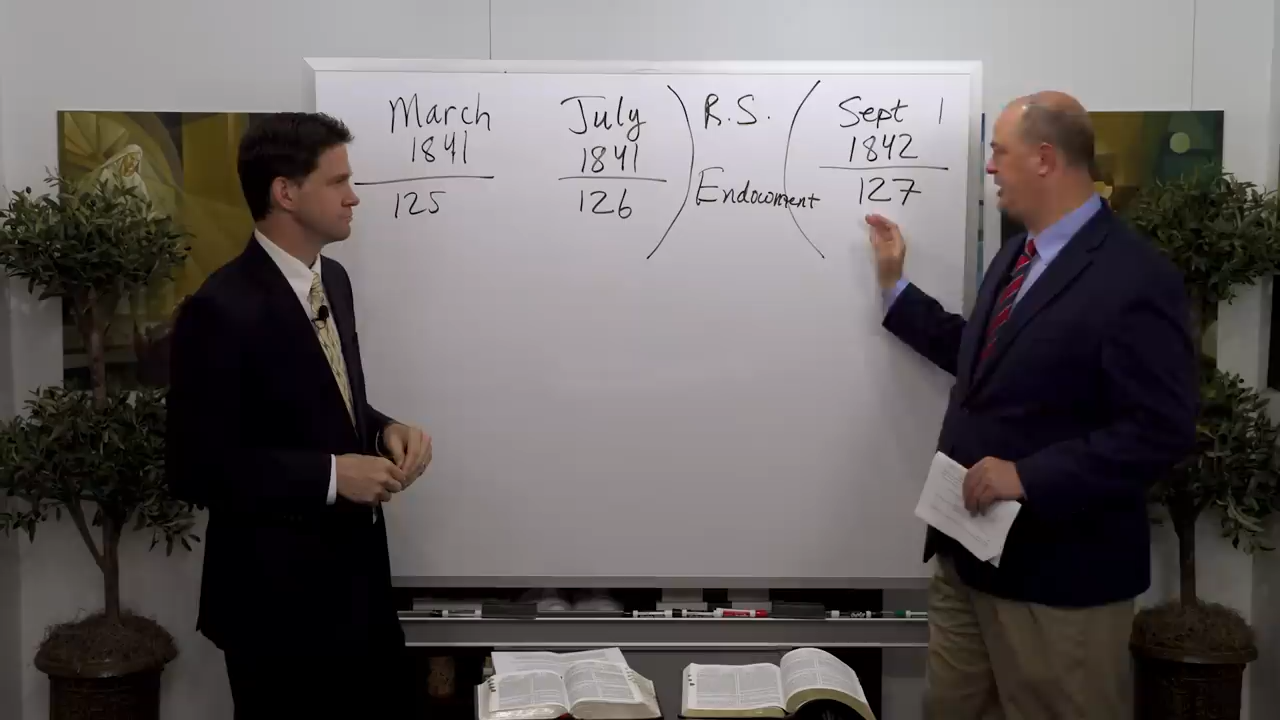 March
1841
125
July
1841
126
R.S.
Endowment
Sept 1
1842
127